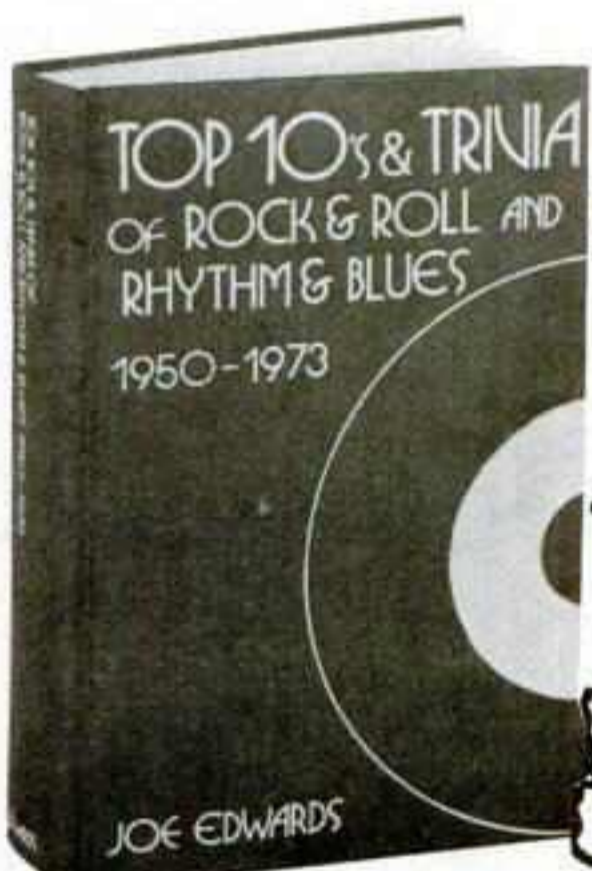 TOP 10's & TRIVIA
OF ROCK & ROLL AND
RHYTHM & BLUES
1950-1973
JOE EDWARDS